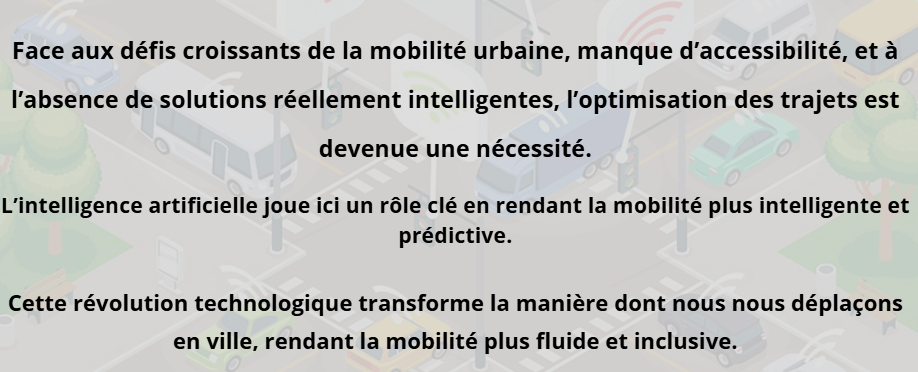 Face aux défis croissants de la mobilité urbaine, manque d’accessibilité, et à
l’absence de solutions réellement intelligentes, l’optimisation des trajets est
devenue une nécessité.
L’intelligence artificielle joue ici un rôle clé en rendant la mobilité plus intelligente et
prédictive.
Cette révolution technologique transforme la manière dont nous nous déplaçons
en ville, rendant la mobilité plus fluide et inclusive.